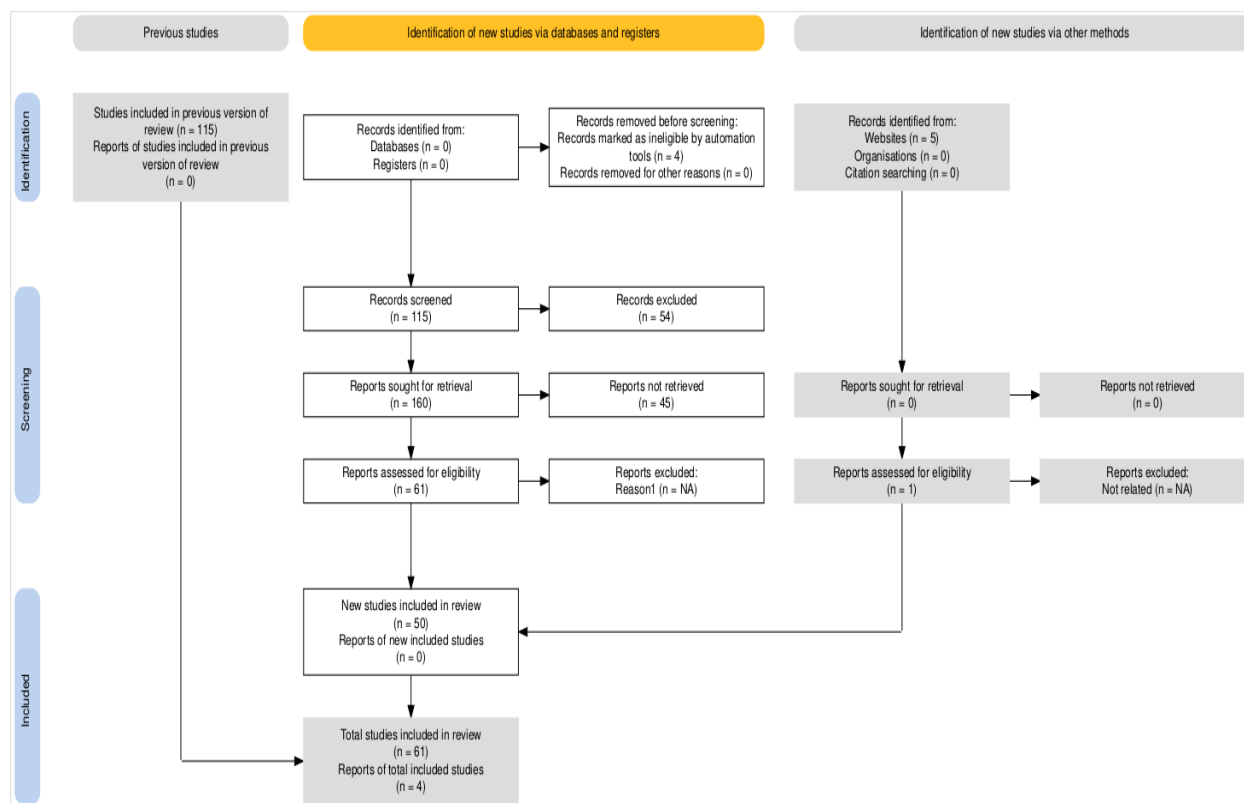 Previous studies
Identification of new studies via databases and registers
Identification of new studies via other methods
Identification
Studies included in previous version of
review (n = 115)
Reports of studies included in previous
version of review
(n = 0)
Records identified from:
Databases (n = 0)
Registers (n = 0)
Records removed before screening:
Records marked as ineligible by automation
tools (n = 4)
Records removed for other reasons (n = 0)
Records identified from:
Websites (n = 5)
Organisations (n = 0)
Citation searching (n = 0)
Screening
Records screened
(n = 115)
Records excluded
(n = 54)
Reports sought for retrieval
(n = 160)
Reports not retrieved
(n = 45)
Reports sought for retrieval
(n = 0)
Reports not retrieved
(n = 0)
Reports assessed for eligibility
(n = 61)
Reports excluded:
Reason1 (n = NA)
Reports assessed for eligibility
(n = 1)
Reports excluded:
Not related (n = NA)
Included
New studies included in review
(n = 50)
Reports of new included studies
(n = 0)
Total studies included in review
(n = 61)
Reports of total included studies
(n = 4)